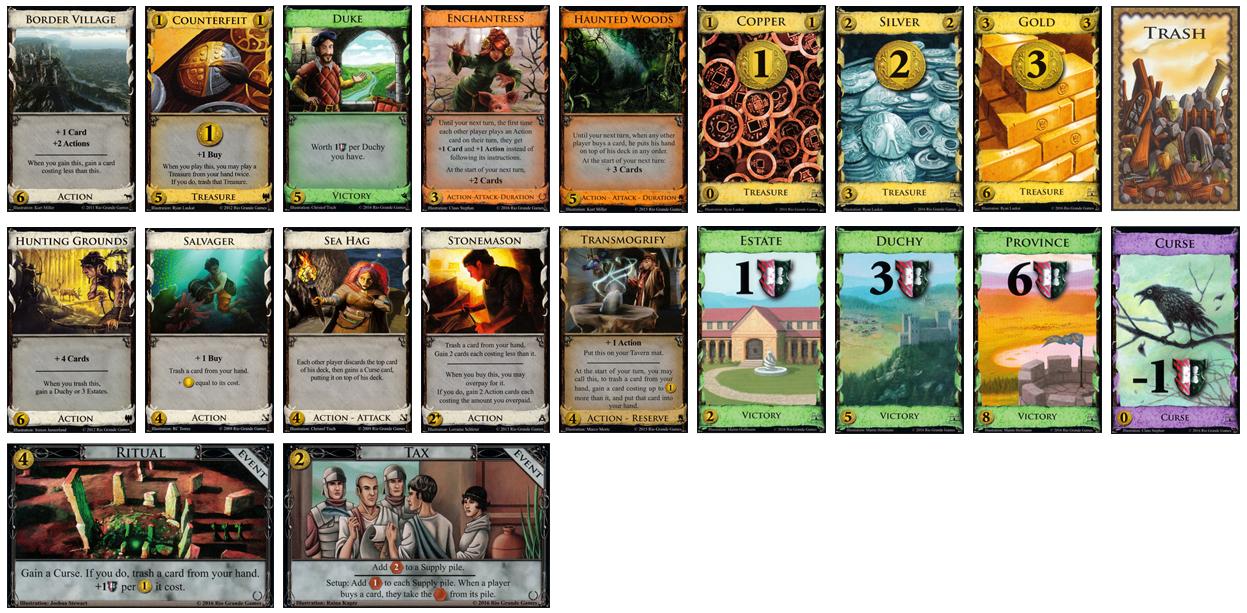 BORDER VILLAGE
+1 Card
+2 Actions
When you gain this, gain a card
costing less than this.
6 ACTION
1 COUNTERFEIT 1
1
+1 Buy
When you play this, you may play a
Treasure from your hand twice.
If you do, trash that Treasure.
5 TREASURE
DUKE
Worth 1 per Duchy
you have.
5 VICTORY
ENCHANTRESS
Until your next turn, the first time
each other player plays an Action
card on their turn, they get
+1 Card and +1 Action instead of
following its instructions.
At the start of your next turn,
+2 Cards
3 ACTION-ATTACK-DURATION
HAUNTED WOODS
Until your next turn, when any other
player buys a card, he puts his hand
on top of his deck in any order.
At the start of your next turn:
+ 3 Cards
5 ACTION - ATTACK - DURATION
1 COPPER 1
1
0 TREASURE
2 SILVER 2
2
3 TREASURE
3 GOLD 3
3
6 TREASURE
TRASH
HUNTING GROUNDS
+ 4 Cards
When you trash this,
gain a Duchy or 3 Estates.
6 ACTION
SALVAGER
+ 1 Buy
Trash a card from your hand.
+ equal to its cost.
4 ACTION
SEA HAG
Each other player discards the top card
of his deck, then gains a Curse card,
putting it on top of his deck.
4 ACTION - ATTACK
STONEMASON
Trash a card from your hand.
Gain 2 cards each costing less than it.
When you buy this, you may
overpay for it.
If you do, gain 2 Action cards each
costing the amount you overpaid.
2+ ACTION
TRANSMOGRIFY
+ 1 Action
Put this on your Tavern mat.
At the start of your turn, you may
call this, to trash a card from your
hand, gain a card costing up to 1
more than it, and put that card into
your hand.
4 ACTION - RESERVE
ESTATE
1
2 VICTORY
DUCHY
3
5 VICTORY
PROVINCE
6
8 VICTORY
CURSE
-1
0 CURSE
4 RITUAL EVENT
Gain a Curse. If you do, trash a card from your hand.
+1 per 1 it cost.
Illustration: Joshua Stewart © 2016 Rio Grande Games
2 TAX EVENT
Add 2 to a Supply pile.
Setup: Add 1 to each Supply pile. When a player
buys a card, they take the from its pile.
© 2016 Rio Grande Games